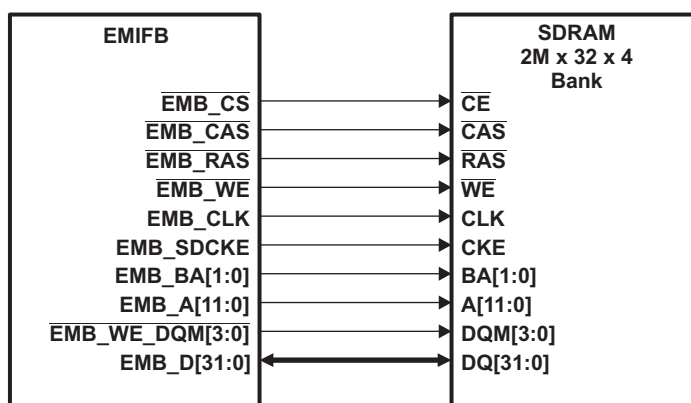 EMIFB
EMB_CS
EMB_CAS
EMB_RAS
EMB_WE
EMB_CLK
EMB_SDCKE
EMB_BA[1:0]
EMB_A[11:0]
EMB_WE_DQM[3:0]
EMB_D[31:0]
SDRAM
2M x 32 x 4
Bank
CE
CAS
RAS
WE
CLK
CKE
BA[1:0]
A[11:0]
DQM[3:0]
DQ[31:0]